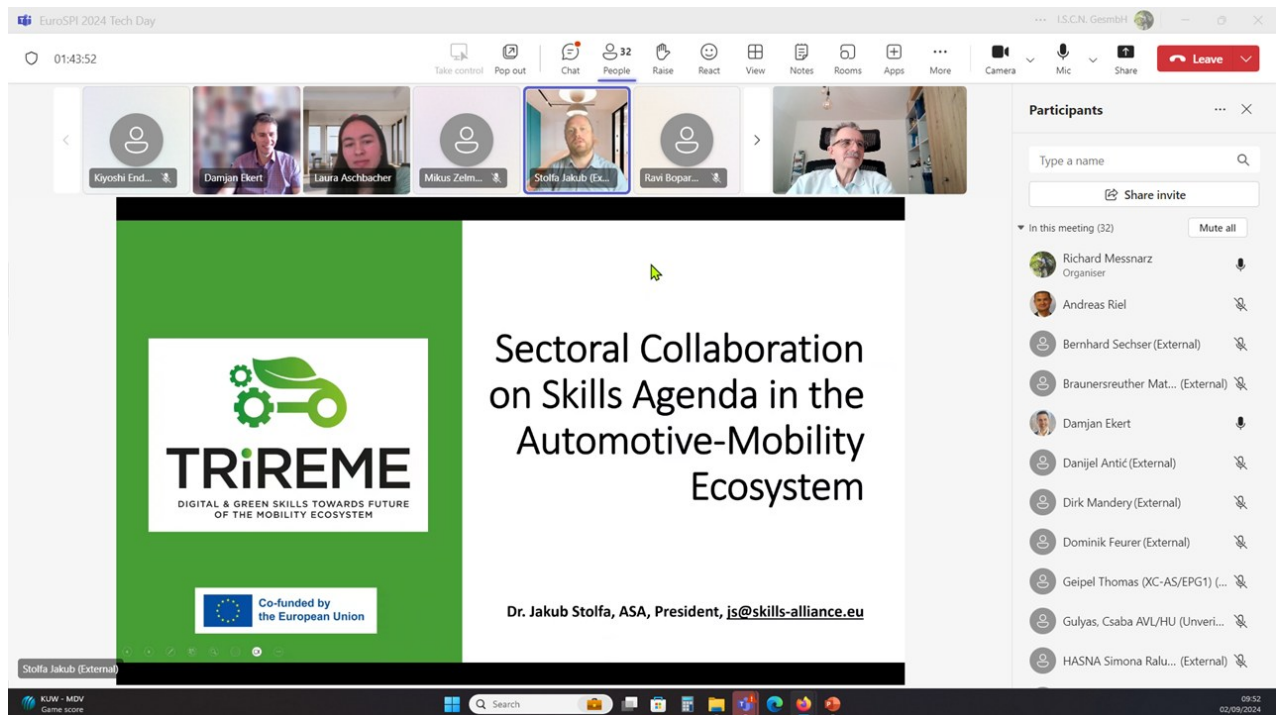 EuroSPI 2024 Tech Day
I.S.C.N. GesmbH
01:43:52
Take control
Pop out
Chat
32
People
Raise
React
View
Notes
Rooms
Apps
More
Camera
Mic
Share
Leave
Kiyoshi End...
Damjan Ekert
Laura Aschbacher
Mikus Zelm...
Stolfa Jakub (Ex...
Ravi Bopar...
Participants
Type a name
Share invite
In this meeting (32)
Mute all
Richard Messnarz
Organiser
Andreas Riel
Bernhard Sechser (External)
Braunersreuther Mat... (External)
Damjan Ekert
Danijel Antić (External)
Dirk Mandery (External)
Dominik Feurer (External)
Geipel Thomas (XC-AS/EPG1) (...
Gulyas, Csaba AVL/HU (Unveri...
HASNA Simona Ralu... (External)
TRiREME
DIGITAL & GREEN SKILLS TOWARDS FUTURE
OF THE MOBILITY ECOSYSTEM
Co-funded by
the European Union
Sectoral Collaboration
on Skills Agenda in the
Automotive-Mobility
Ecosystem
Dr. Jakub Stolfa, ASA, President, js@skills-alliance.eu
Stolfa Jakub (External)
KUW - MDV
Game score
Search
09:52
02/09/2024